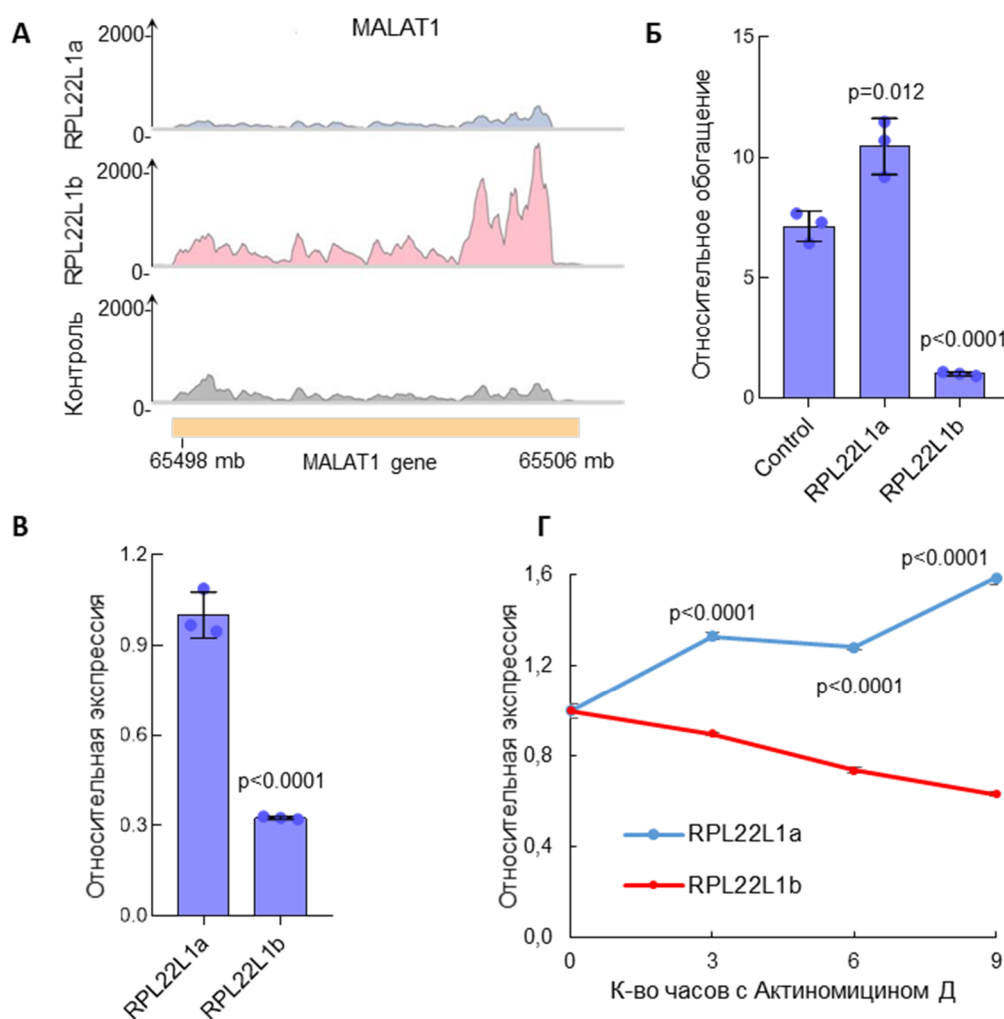 А
MALAT1
RPL22L1a
2000
0
RPL22L1b
2000
0
Контроль
2000
0
65498 mb
MALAT1 gene
65506 mb
Б
Относительное обогащение
15
10
5
0
p=0.012
p<0.0001
Control
RPL22L1a
RPL22L1b
В
Относительная экспрессия
1.2
0.9
0.6
0.3
0.0
p<0.0001
RPL22L1a
RPL22L1b
Г
Относительная экспрессия
1,6
1,2
0,8
0,4
0,0
p<0.0001
p<0.0001
p<0.0001
RPL22L1a
RPL22L1b
0
3
6
9
К-во часов с Актиномицином Д